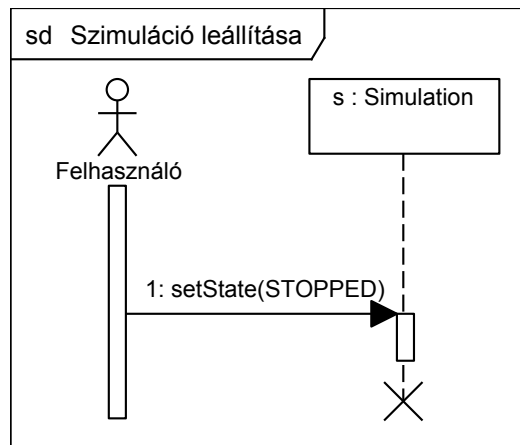 sd Szimuláció leállítása
s : Simulation
Felhasználó
1: setState(STOPPED)